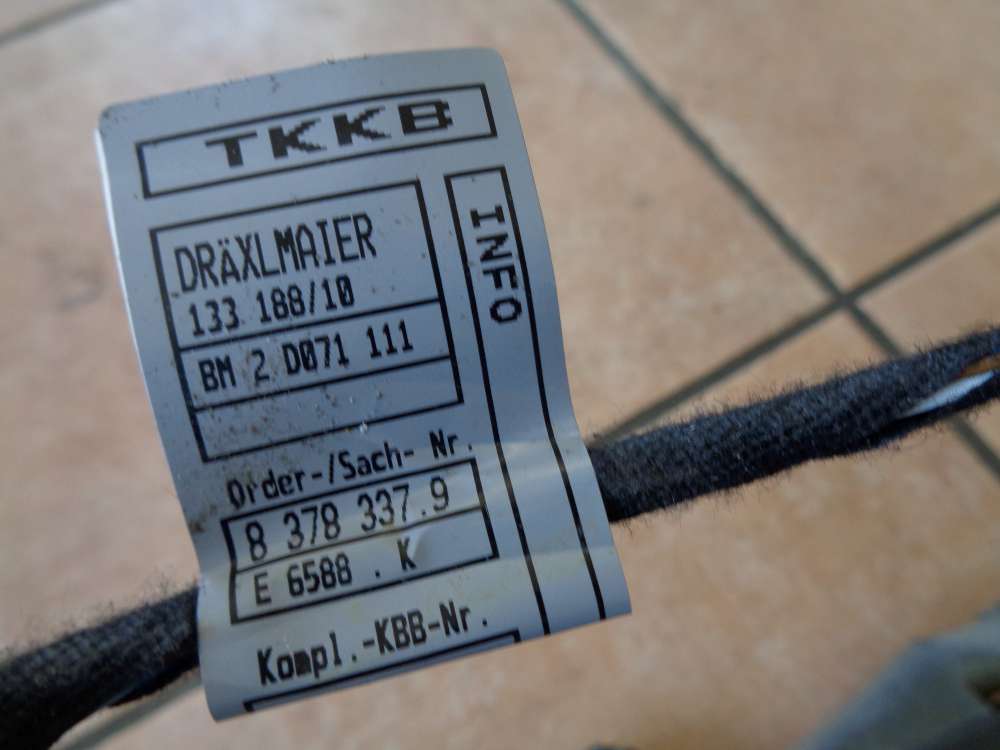 TKKB
DRÄXLMAIER
133 188/10
BM 2 D071 111
INFO
Order-/Sach- Nr.
8 378 337.9
E 6588 . K
Kompl.-KBB-Nr.